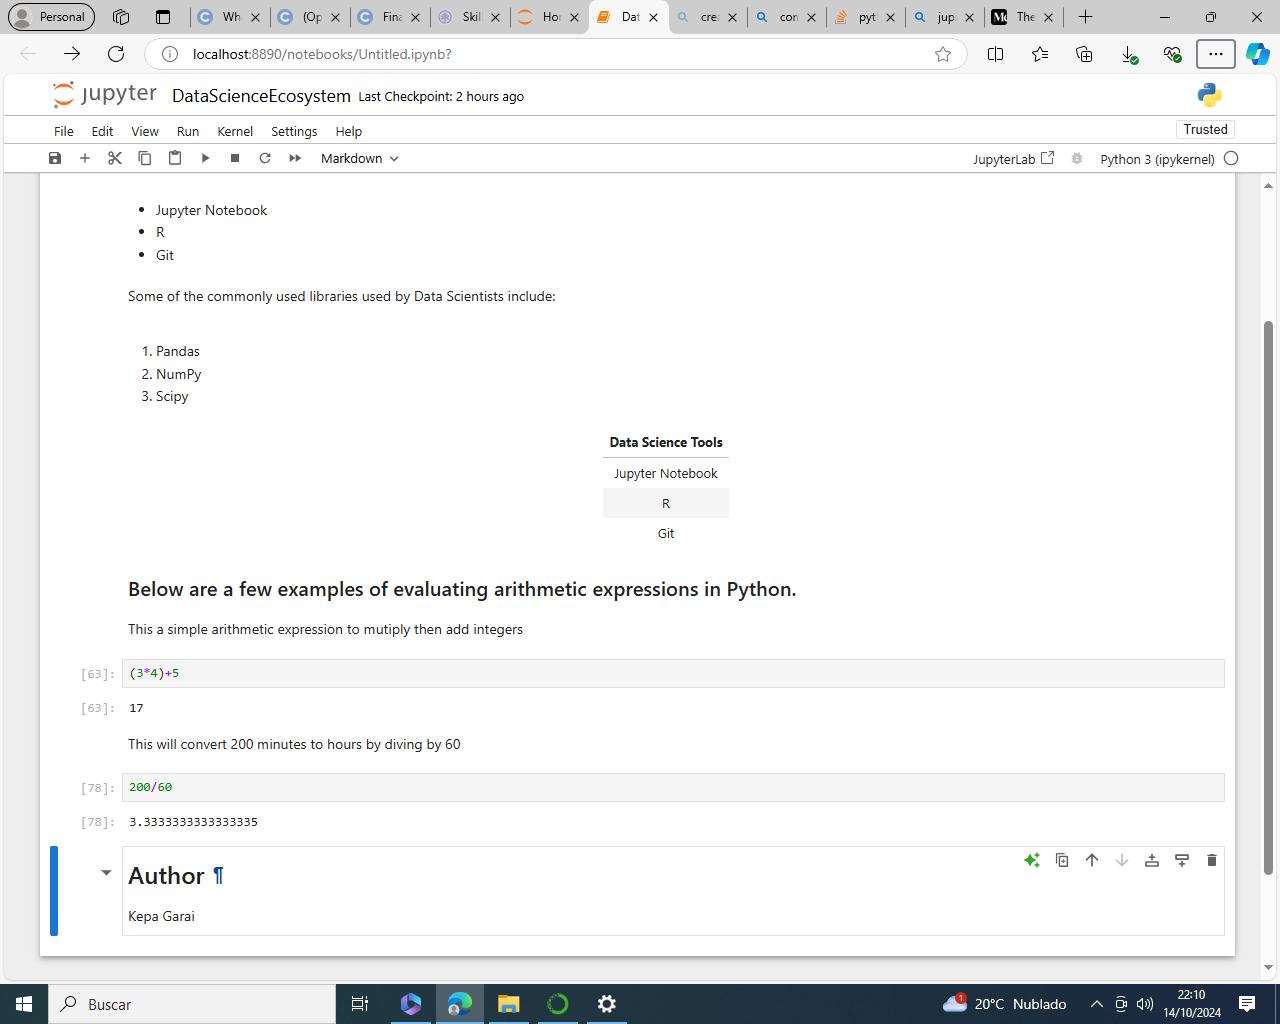 Personal
Wh
(Op
Fina
Skil
Hor
Dat
crea
con
pytl
jupi
The
localhost:8890/notebooks/Untitled.ipynb?
jupyter DataScienceEcosystem Last Checkpoint: 2 hours ago
File Edit View Run Kernel Settings Help
Trusted
Markdown
JupyterLab
Python 3 (ipykernel)
• Jupyter Notebook
• R
• Git
Some of the commonly used libraries used by Data Scientists include:
1. Pandas
2. NumPy
3. Scipy
Data Science Tools
Jupyter Notebook
R
Git
Below are a few examples of evaluating arithmetic expressions in Python.
This a simple arithmetic expression to mutiply then add integers
[63]: (3*4)+5
[63]: 17
This will convert 200 minutes to hours by diving by 60
[78]: 200/60
[78]: 3.3333333333333335
Author ¶
Kepa Garai
Buscar
1
20°C Nublado
22:10
14/10/2024